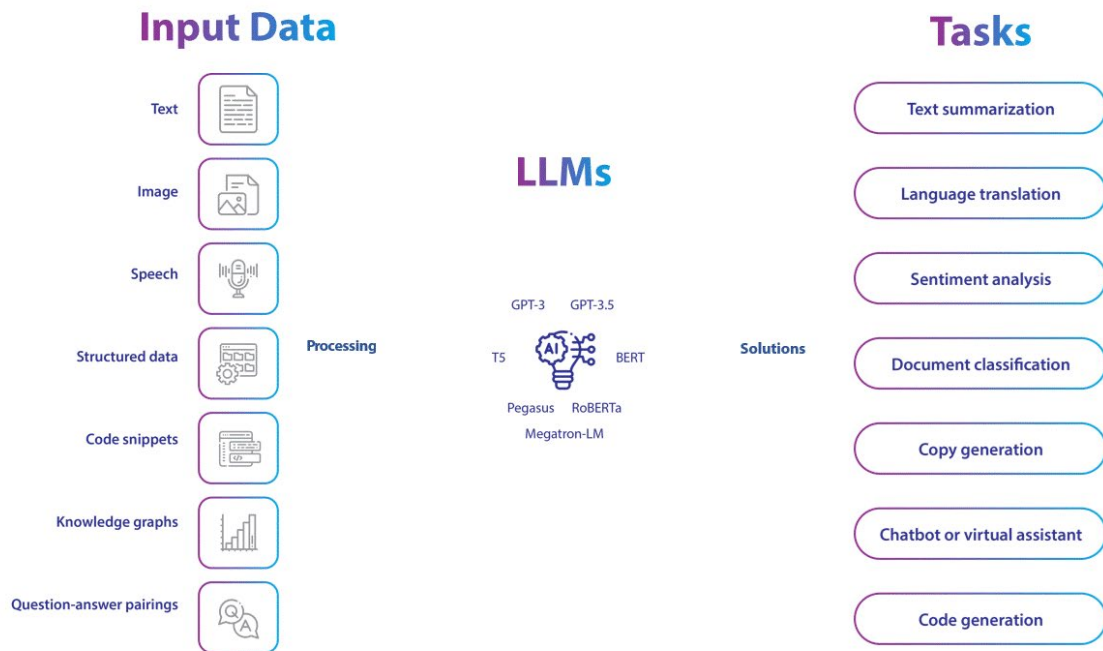 Input Data
Text
Image
Speech
Structured data
Code snippets
Knowledge graphs
Question-answer pairings
Q
A
Processing
LLMs
GPT-3 GPT-3.5
T5 AI BERT
Pegasus RoBERTa
Megatron-LM
Solutions
Tasks
Text summarization
Language translation
Sentiment analysis
Document classification
Copy generation
Chatbot or virtual assistant
Code generation